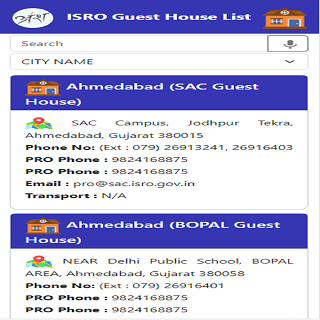 ISRO Guest House List
Search
CITY NAME
Ahmedabad (SAC Guest
House)
SAC Campus, Jodhpur Tekra,
Ahmedabad, Gujarat 380015
Phone No: (Ext : 079) 26913241, 26916403
PRO Phone : 9824168875
PRO Phone : 9824168875
Email : pro@sac.isro.gov.in
Transport : N/A
Ahmedabad (BOPAL Guest
House)
NEAR Delhi Public School, BOPAL
AREA, Ahmedabad, Gujarat 380058
Phone No: (Ext : 079) 26916401
PRO Phone : 9824168875
PRO Phone : 9824168875